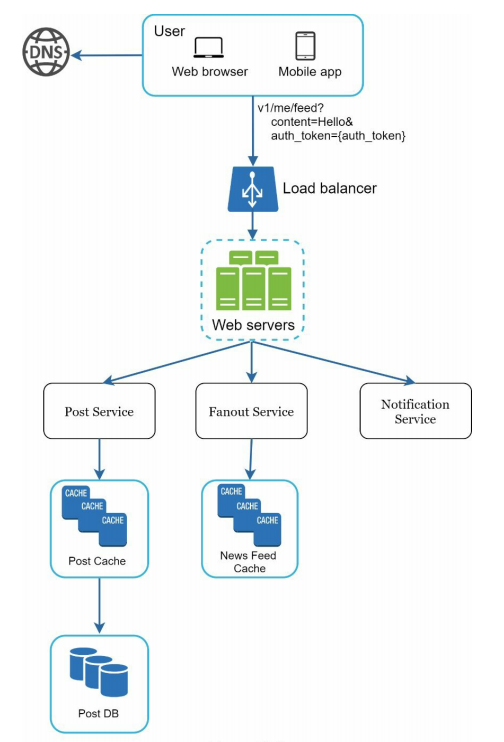 DNS
User
Web browser
Mobile app
v1/me/feed?
content=Hello&
auth_token={auth_token}
Load balancer
Web servers
Post Service
Fanout Service
Notification
Service
CACHE
CACHE
CACHE
Post Cache
CACHE
CACHE
CACHE
News Feed
Cache
Post DB